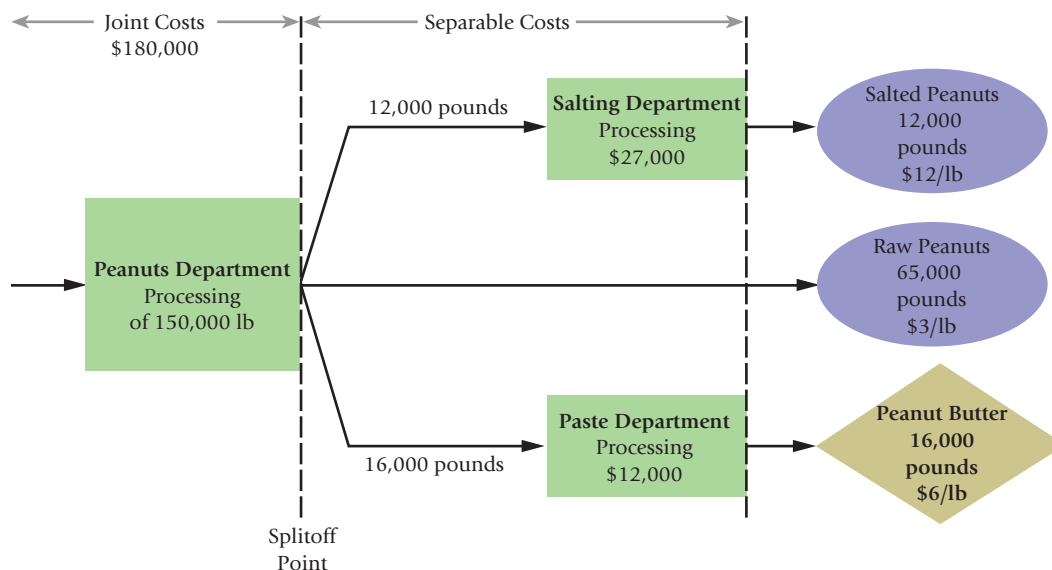 Joint Costs
$180,000
Separable Costs
12,000 pounds
Salting Department
Processing
$27,000
Salted Peanuts
12,000
pounds
$12/lb
Peanuts Department
Processing
of 150,000 lb
Raw Peanuts
65,000
pounds
$3/lb
16,000 pounds
Paste Department
Processing
$12,000
Peanut Butter
16,000
pounds
$6/lb
Splitoff
Point